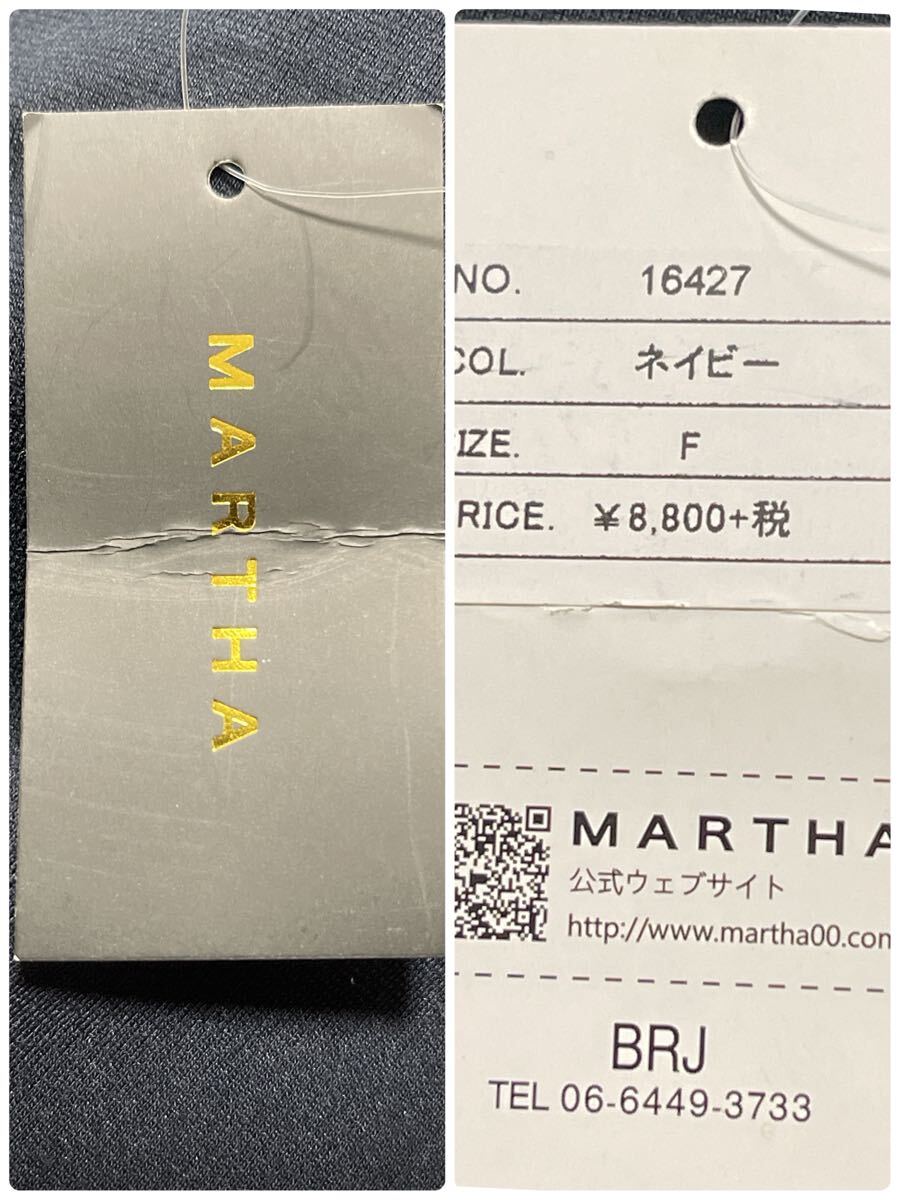 MARTHA
NO. 16427
COL. ネイビー
IZE. F
RICE. ¥8,800+税
MARTHA
公式ウェブサイト
http://www.martha00.com
BRJ
TEL 06-6449-3733